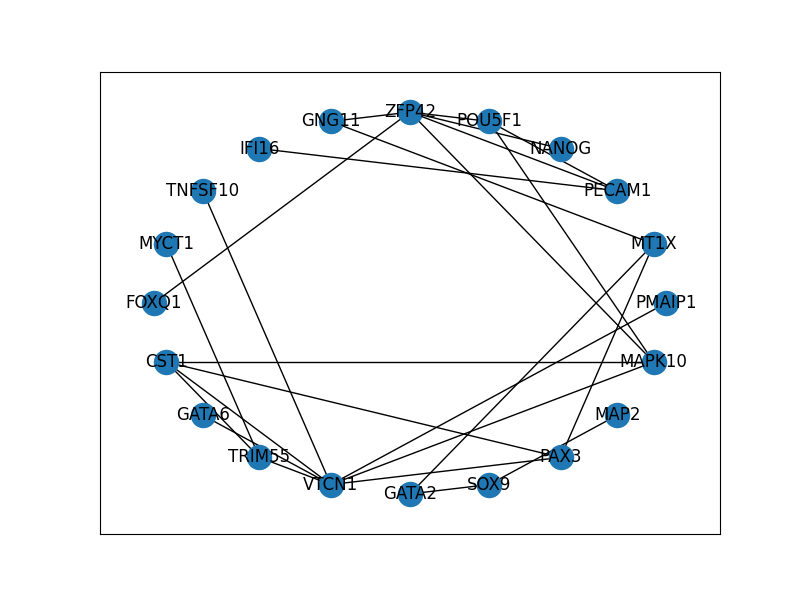 ZFP42
GNG11
POU5F1
IFI16
NANOG
TNFSF10
PECAM1
MYCT1
MT1X
FOXQ1
PMAIP1
CST1
MAPK10
GATA6
MAP2
TRIM55
PAX3
VTCN1
SOX9
GATA2